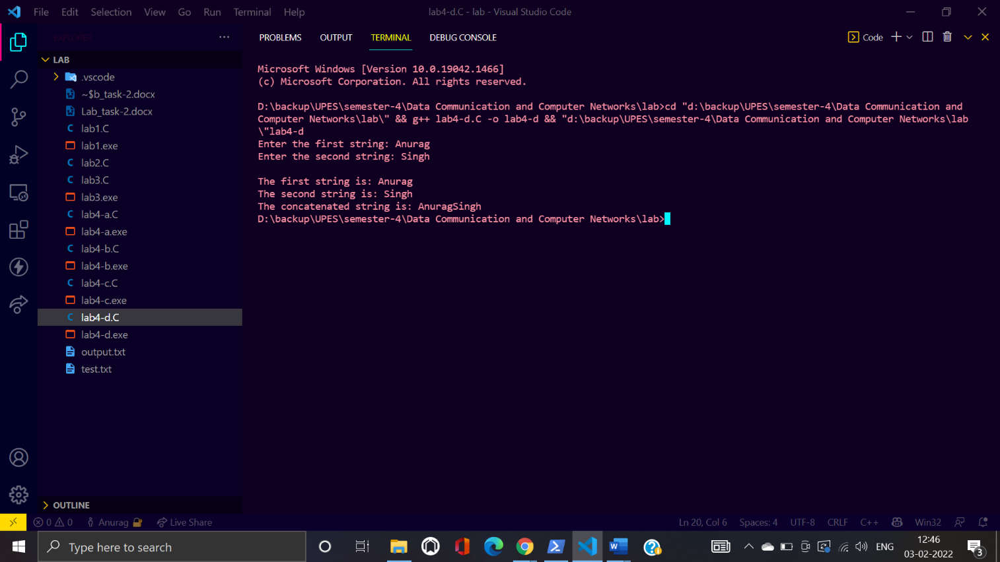 File Edit Selection View Go Run Terminal Help
lab4-d.C - lab - Visual Studio Code
EXPLORER
LAB
.vscode
~$b_task-2.docx
Lab_task-2.docx
lab1.C
lab1.exe
lab2.C
lab3.C
lab3.exe
lab4-a.C
lab4-a.exe
lab4-b.C
lab4-b.exe
lab4-c.C
lab4-c.exe
lab4-d.C
lab4-d.exe
output.txt
test.txt
OUTLINE
PROBLEMS OUTPUT TERMINAL DEBUG CONSOLE
Code
Microsoft Windows [Version 10.0.19042.1466]
(c) Microsoft Corporation. All rights reserved.
D:\backup\UPES\semester-4\Data Communication and Computer Networks\lab>cd "d:\backup\UPES\semester-4\Data Communication and
Computer Networks\lab\" && g++ lab4-d.C -o lab4-d && "d:\backup\UPES\semester-4\Data Communication and Computer Networks\lab
\"lab4-d
Enter the first string: Anurag
Enter the second string: Singh
The first string is: Anurag
The second string is: Singh
The concatenated string is: AnuragSingh
D:\backup\UPES\semester-4\Data Communication and Computer Networks\lab>
0 0 Anurag Live Share
Ln 20, Col 6 Spaces: 4 UTF-8 CRLF C++ Win32
Type here to search
ENG
12:46
03-02-2022
3